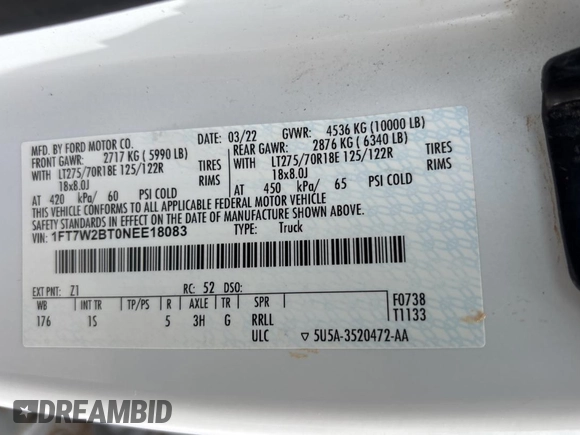 MFD. BY FORD MOTOR CO.
DATE: 03/22 GVWR: 4536 KG (10000 LB)
FRONT GAWR: 2717 KG ( 5990 LB) REAR GAWR: 2876 KG ( 6340 LB)
WITH LT275/70R18E 125/122R TIRES WITH LT275/70R18E 125/122R TIRES
18x8.0J RIMS 18x8.0J RIMS
AT 420 kPa/ 60 PSI COLD AT 450 kPa/ 65 PSI COLD
THIS VEHICLE CONFORMS TO ALL APPLICABLE FEDERAL MOTOR VEHICLE
SAFETY STANDARDS IN EFFECT ON THE DATE OF MANUFACTURE SHOWN ABOVE.
VIN: 1FT7W2BT0NEE18083 TYPE: Truck
EXT PNT: Z1 RC: 52 DSO:
WB INT TR TP/PS R AXLE TR SPR F0738
176 1S 5 3H G RRLL T1133
ULC ▽ 5U5A-3520472-AA
DREAMBID